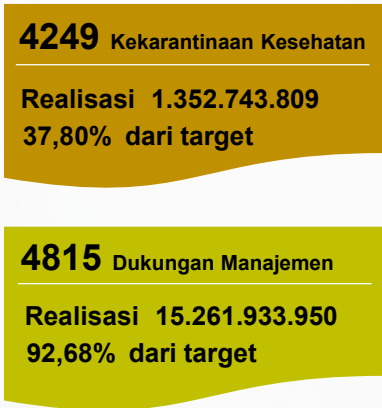 4249 Kekarantinaan Kesehatan
Realisasi 1.352.743.809
37,80% dari target
4815 Dukungan Manajemen
Realisasi 15.261.933.950
92,68% dari target